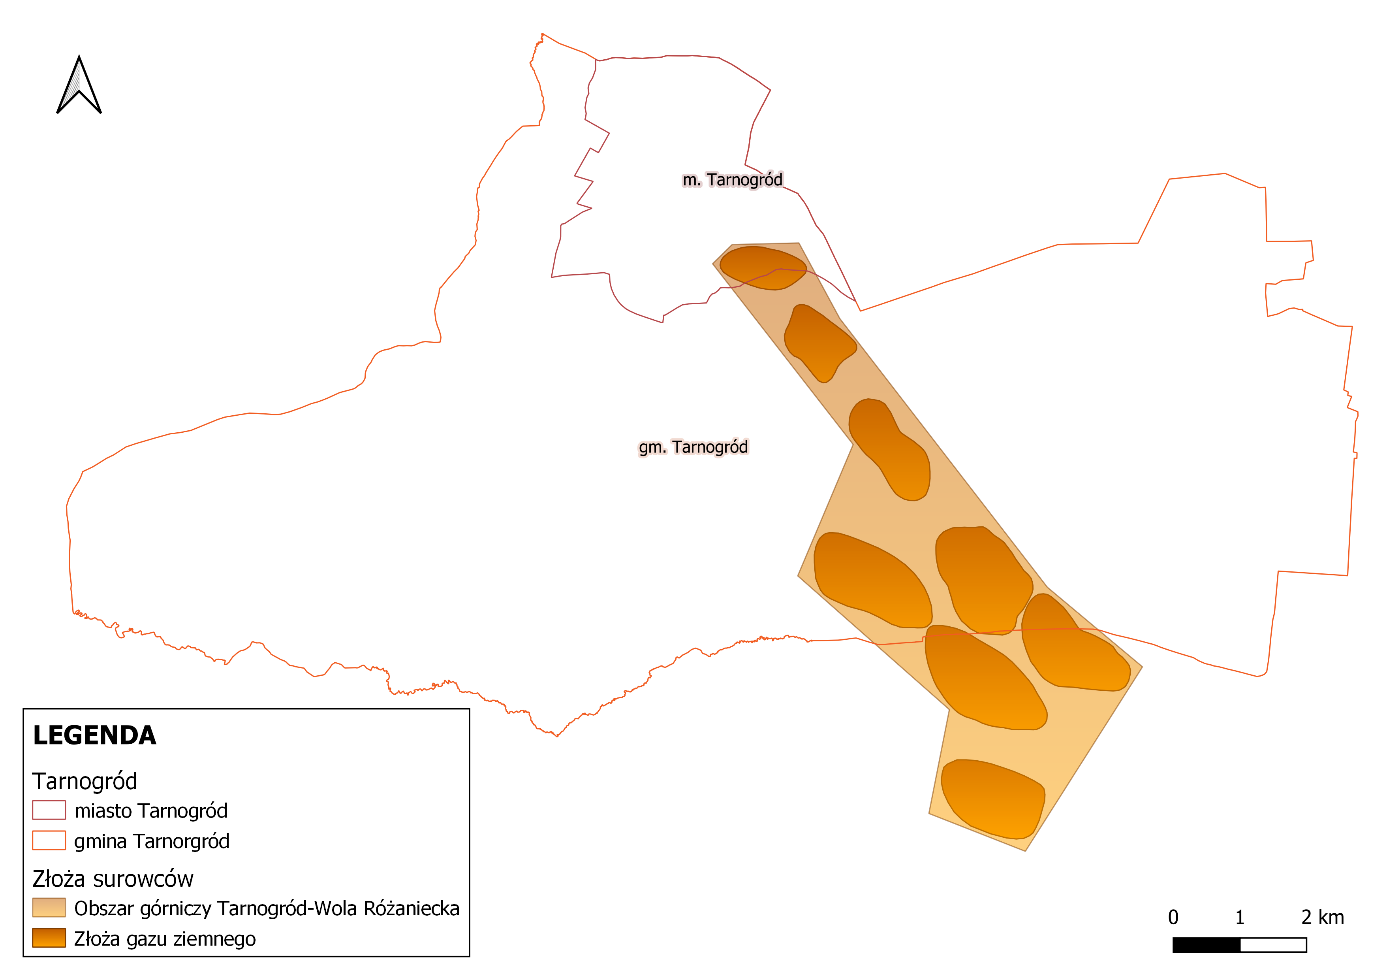 m. Tarnogród
gm. Tarnogród
LEGENDA
Tarnogród
miasto Tarnogród
gmina Tarnorgród
Złoża surowców
Obszar górniczy Tarnogród-Wola Różaniecka
Złoża gazu ziemnego
0 1 2 km